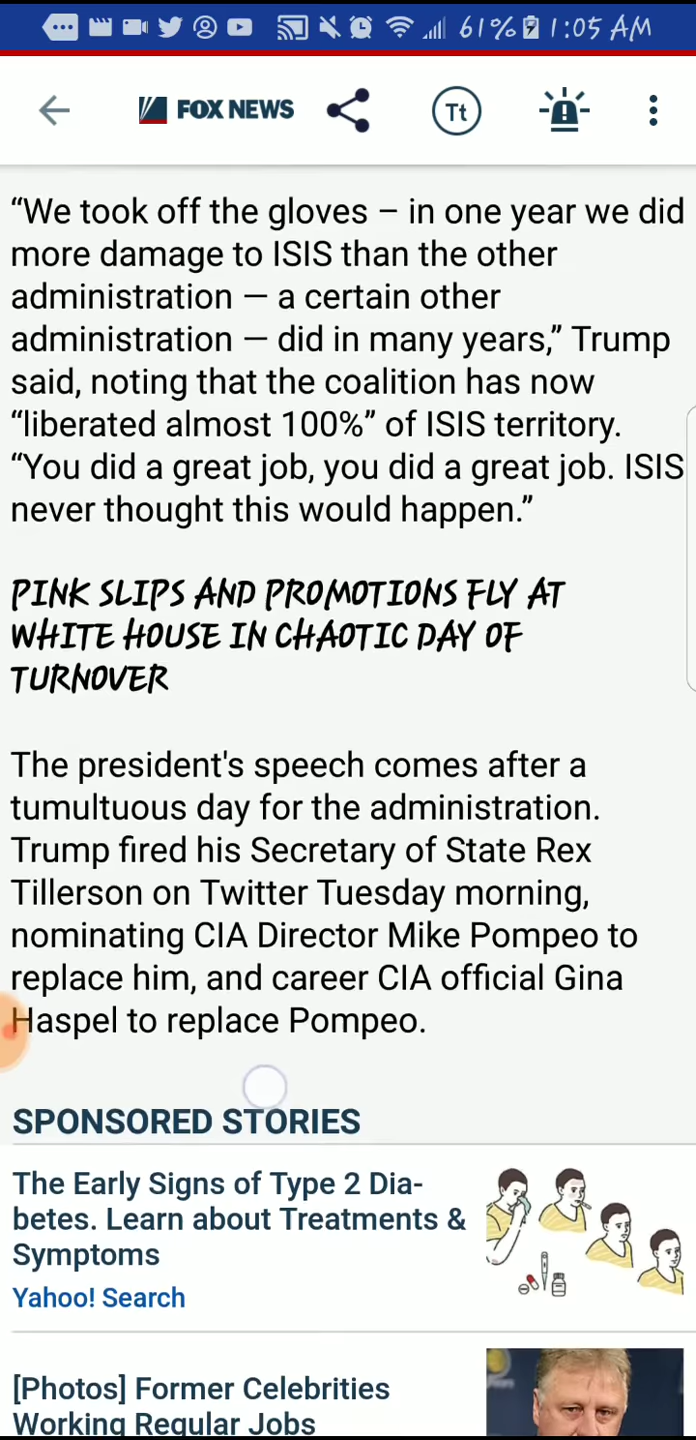 61% 1:05 AM
FOX NEWS
Tt
“We took off the gloves – in one year we did
more damage to ISIS than the other
administration — a certain other
administration — did in many years,” Trump
said, noting that the coalition has now
“liberated almost 100%” of ISIS territory.
“You did a great job, you did a great job. ISIS
never thought this would happen.”
PINK SLIPS AND PROMOTIONS FLY AT
WHITE HOUSE IN CHAOTIC DAY OF
TURNOVER
The president's speech comes after a
tumultuous day for the administration.
Trump fired his Secretary of State Rex
Tillerson on Twitter Tuesday morning,
nominating CIA Director Mike Pompeo to
replace him, and career CIA official Gina
Haspel to replace Pompeo.
SPONSORED STORIES
The Early Signs of Type 2 Dia-
betes. Learn about Treatments &
Symptoms
Yahoo! Search
[Photos] Former Celebrities
Working Regular Jobs